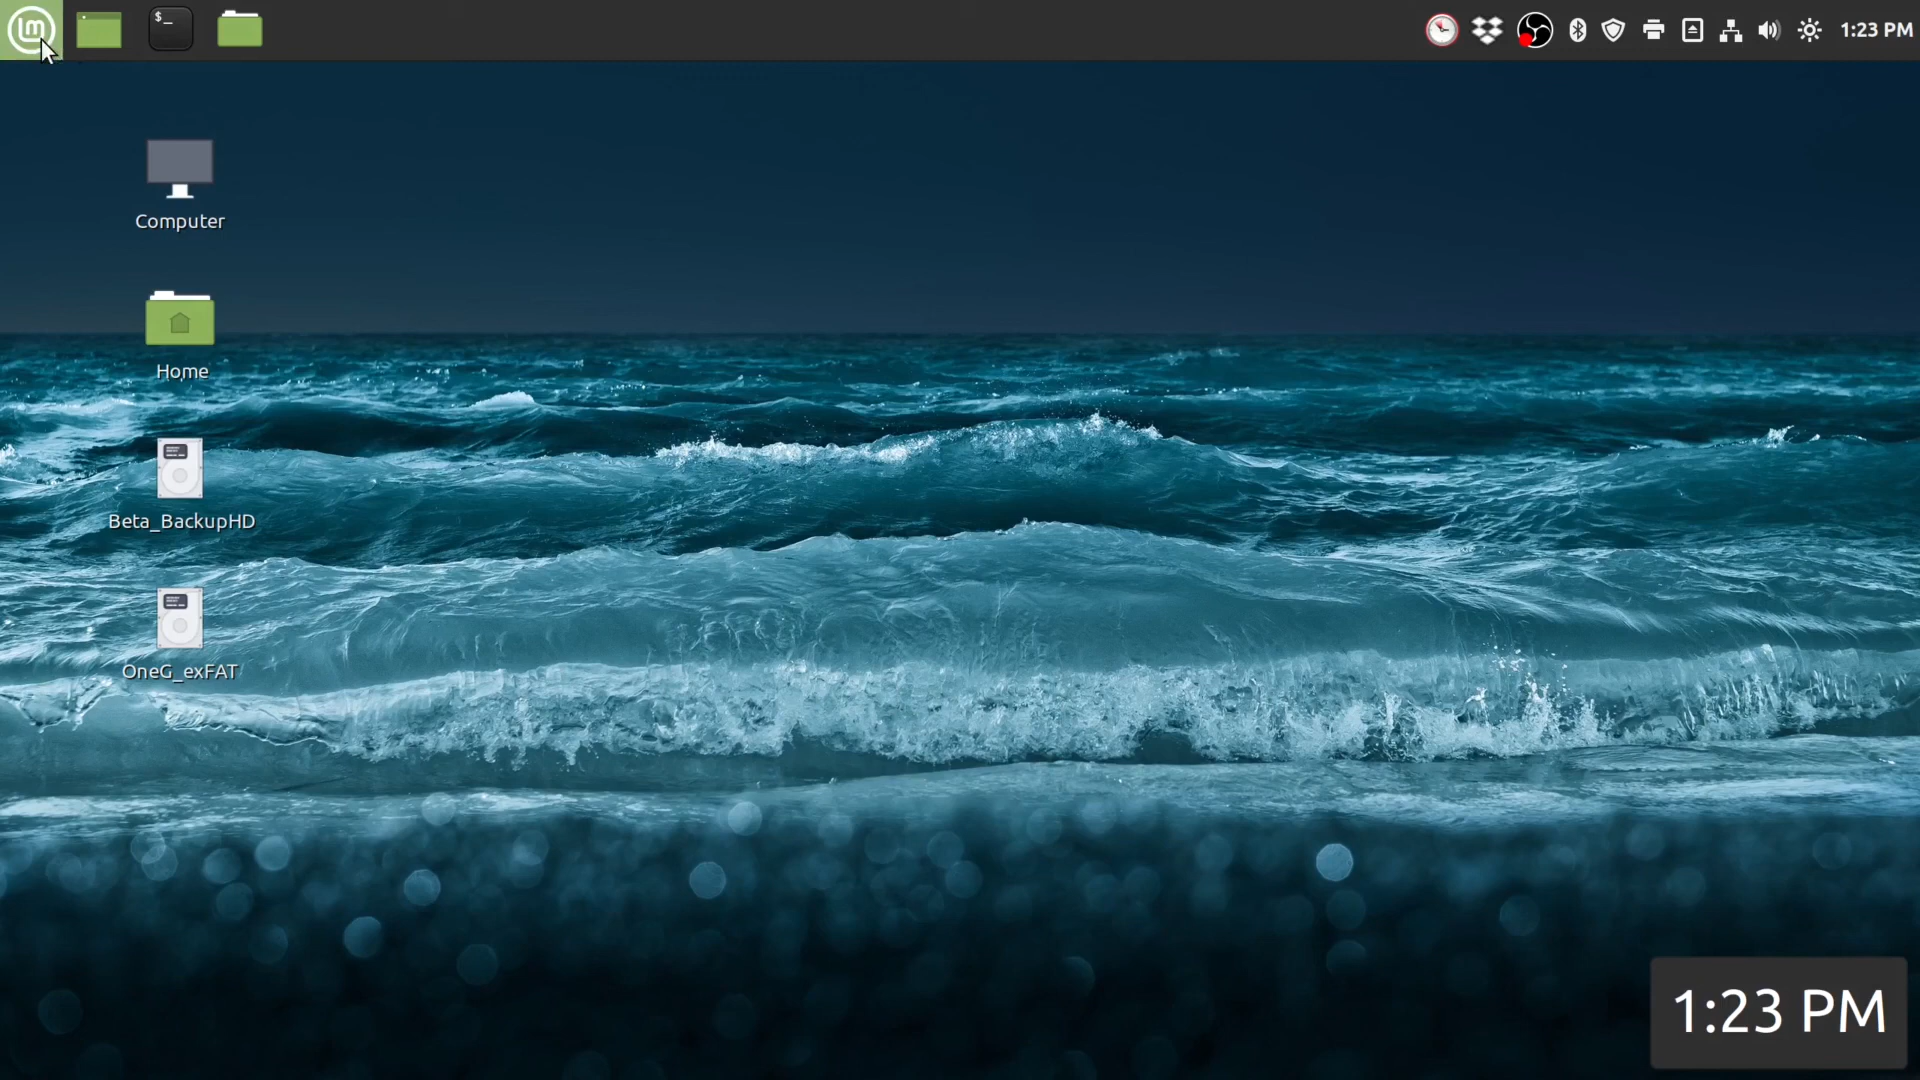 $_
1:23 PM
Computer
Home
Beta_BackupHD
OneG_exFAT
1:23 PM